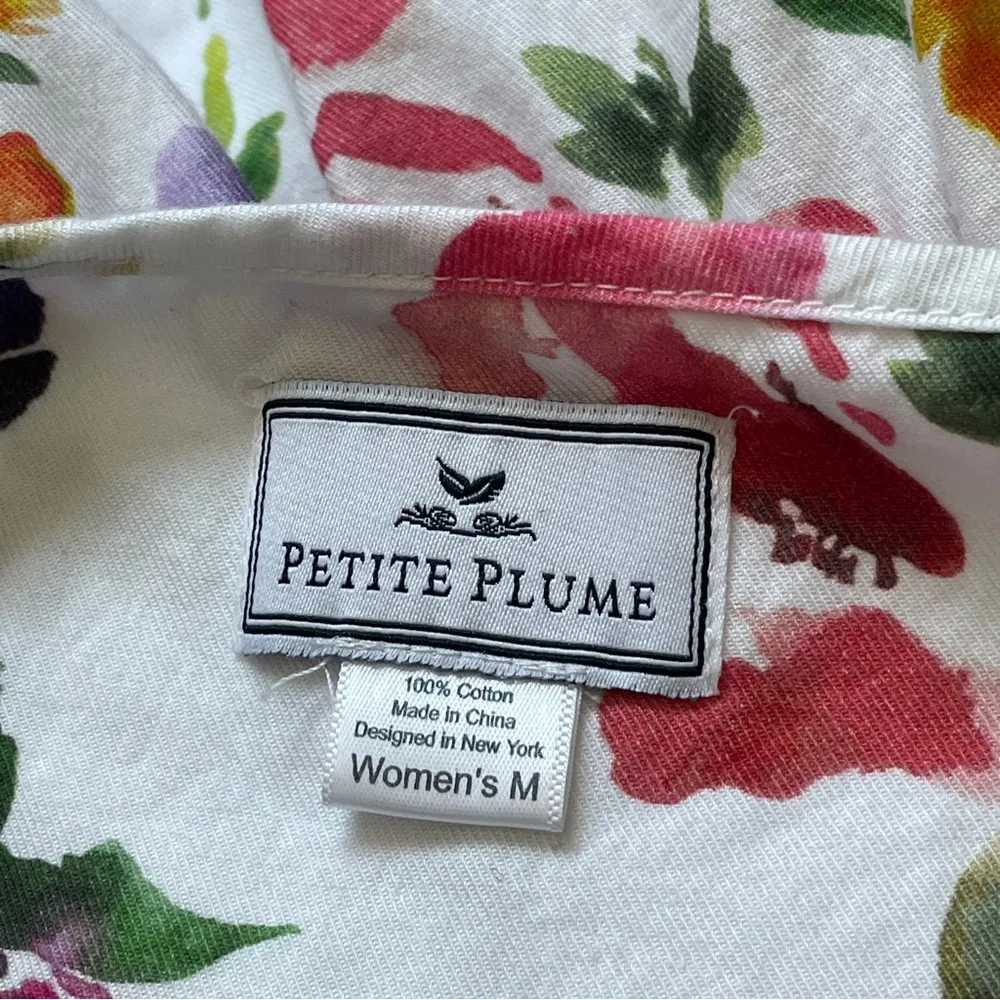 PETITE PLUME
100% Cotton
Made in China
Designed in New York
Women's M